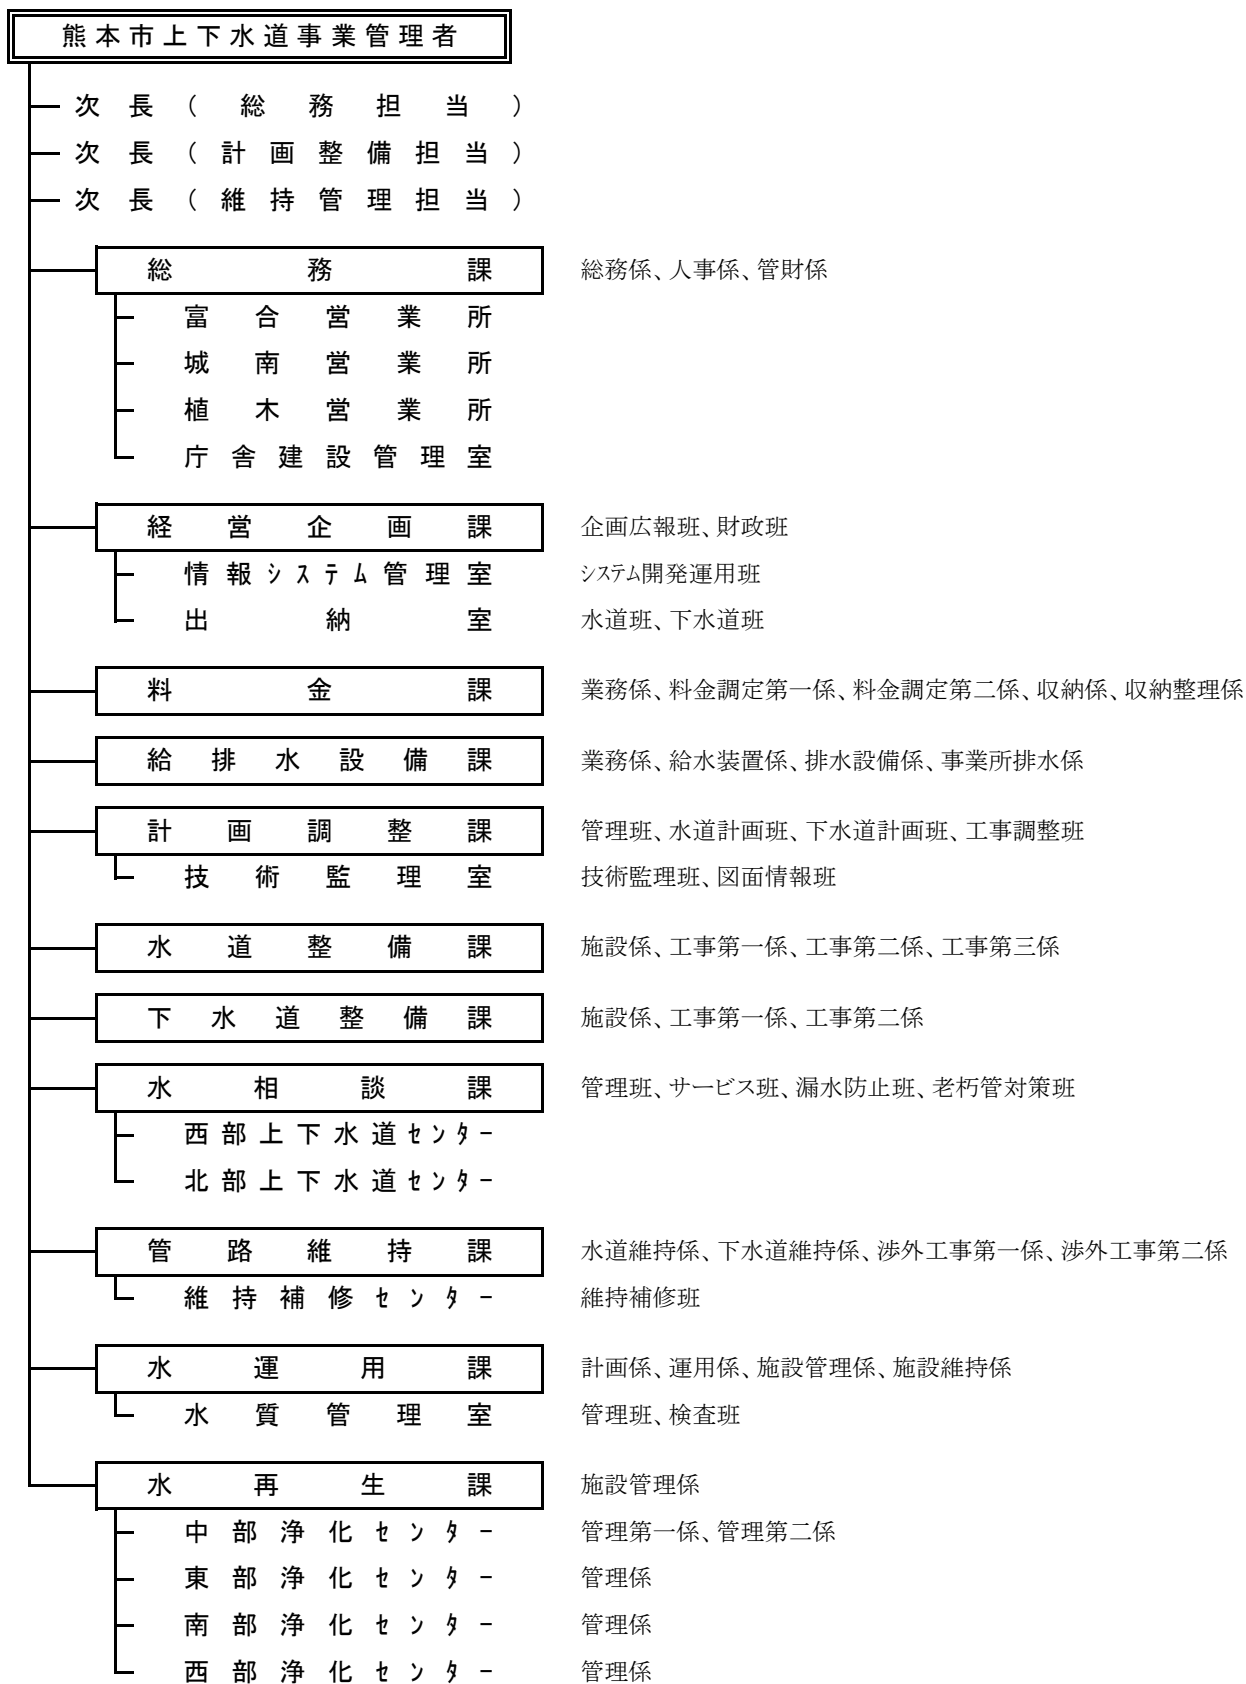 熊本市上下水道事業管理者
次長(総務担当)
次長(計画整備担当)
次長(維持管理担当)
総務課 総務係、人事係、管財係
富合営業所
城南営業所
植木営業所
庁舎建設管理室
経営企画課 企画広報班、財政班
情報ｼｽﾃﾑ管理室 ｼｽﾃﾑ開発運用班
出納室 水道班、下水道班
料金課 業務係、料金調定第一係、料金調定第二係、収納係、収納整理係
給排水設備課 業務係、給水装置係、排水設備係、事業所排水係
計画調整課 管理班、水道計画班、下水道計画班、工事調整班
技術監理室 技術監理班、図面情報班
水道整備課 施設係、工事第一係、工事第二係、工事第三係
下水道整備課 施設係、工事第一係、工事第二係
水相談課 管理班、サービス班、漏水防止班、老朽管対策班
西部上下水道ｾﾝﾀｰ
北部上下水道ｾﾝﾀｰ
管路維持課 水道維持係、下水道維持係、渉外工事第一係、渉外工事第二係
維持補修ｾﾝﾀｰ 維持補修班
水運用課 計画係、運用係、施設管理係、施設維持係
水質管理室 管理班、検査班
水再生課 施設管理係
中部浄化ｾﾝﾀｰ 管理第一係、管理第二係
東部浄化ｾﾝﾀｰ 管理係
南部浄化ｾﾝﾀｰ 管理係
西部浄化ｾﾝﾀｰ 管理係